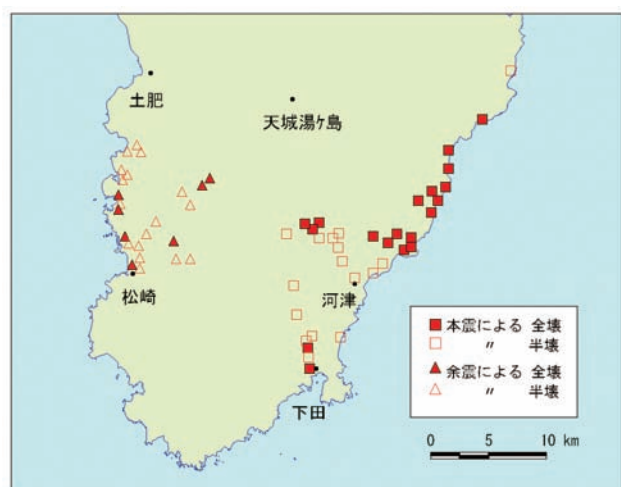 土肥
天城湯ケ島
松崎
河津
下田
本震による 全壊
〃 半壊
余震による 全壊
〃 半壊
0 5 10 km